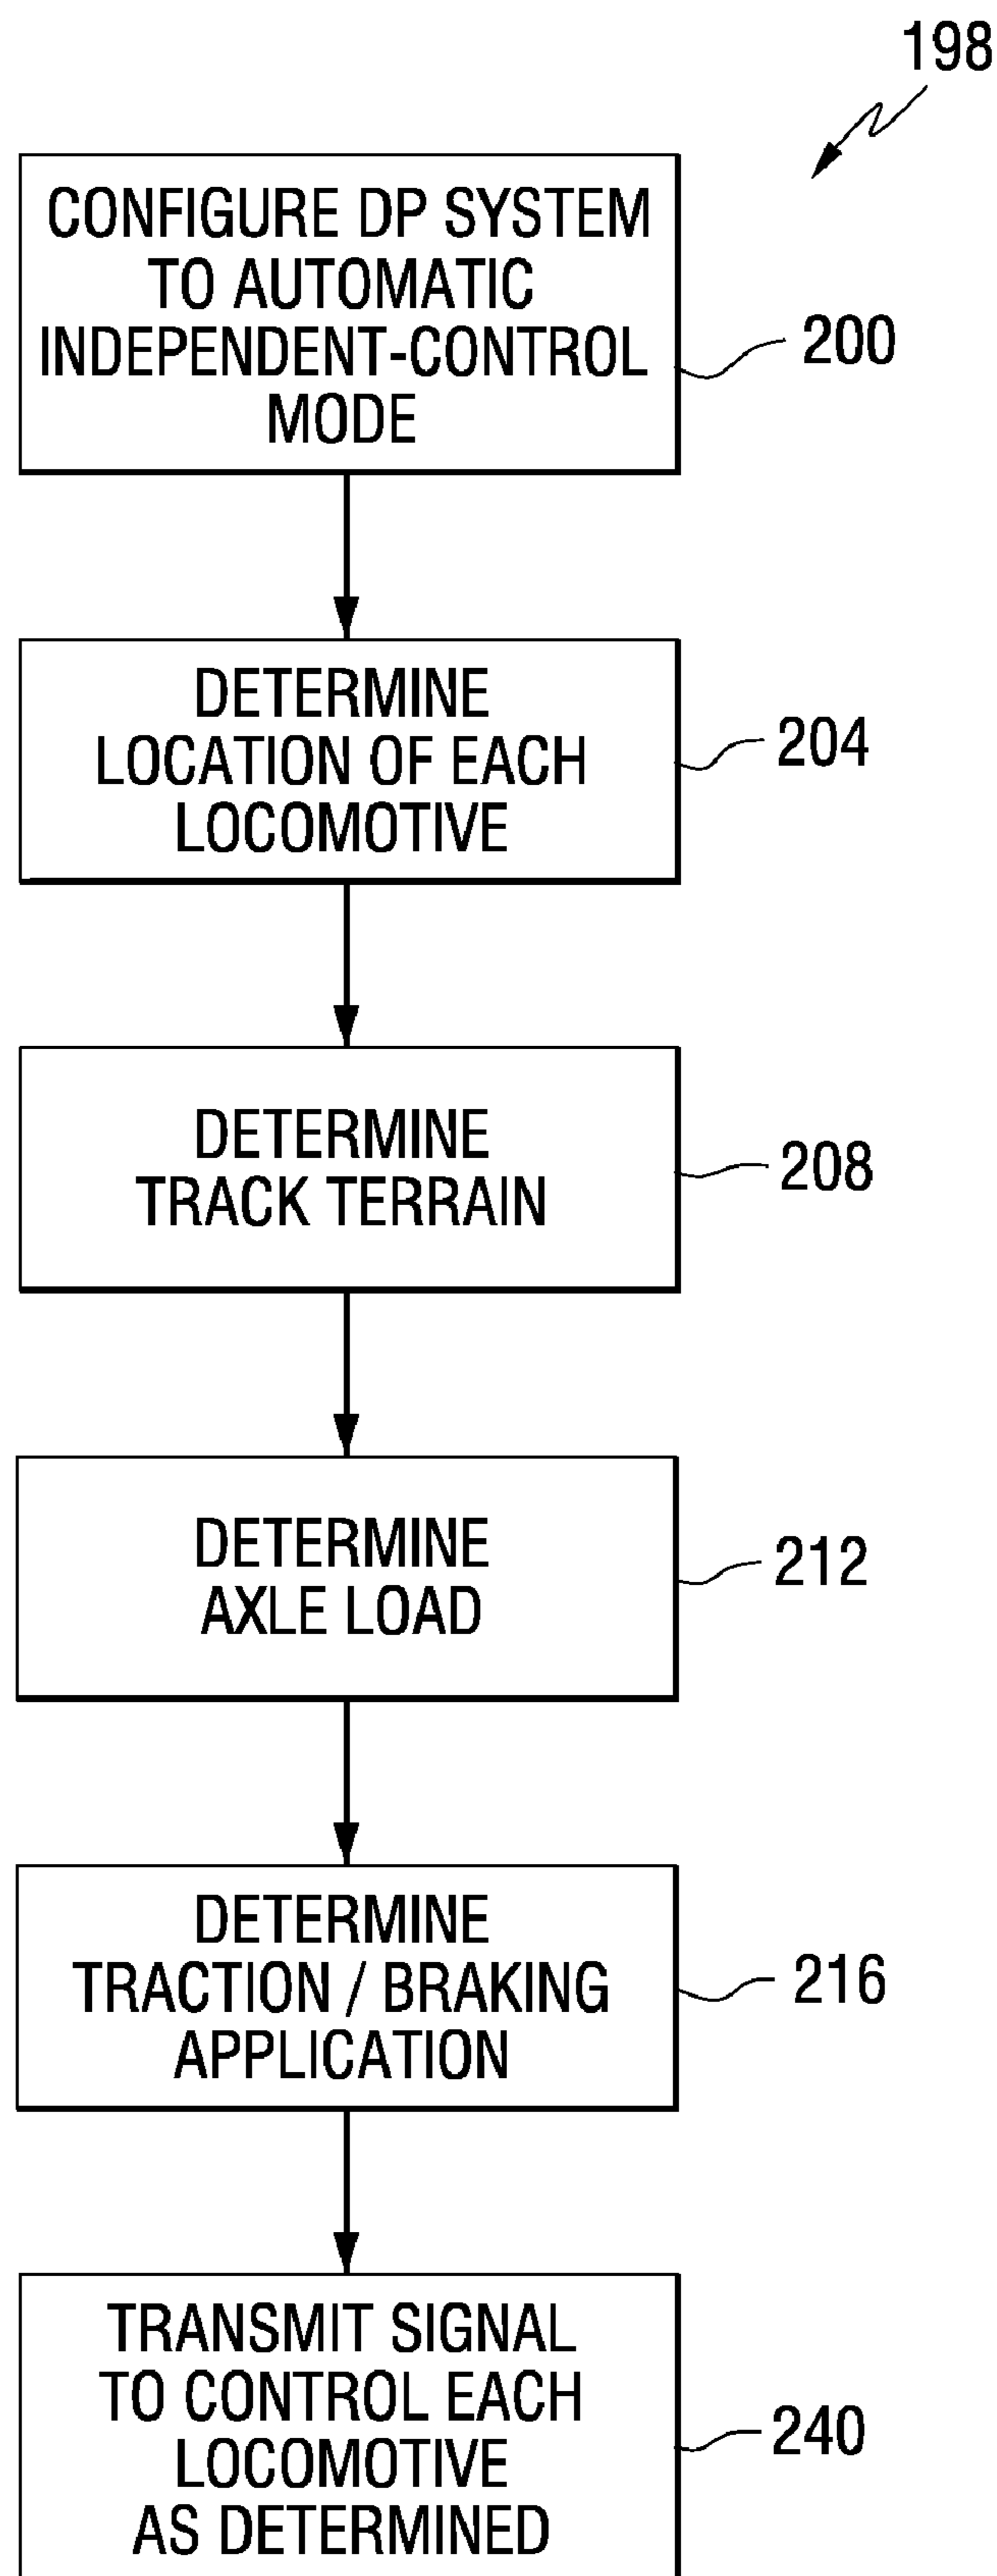 198
CONFIGURE DP SYSTEM
TO AUTOMATIC
INDEPENDENT-CONTROL
MODE
200
DETERMINE
LOCATION OF EACH
LOCOMOTIVE
204
DETERMINE
TRACK TERRAIN
208
DETERMINE
AXLE LOAD
212
DETERMINE
TRACTION / BRAKING
APPLICATION
216
TRANSMIT SIGNAL
TO CONTROL EACH
LOCOMOTIVE
AS DETERMINED
240